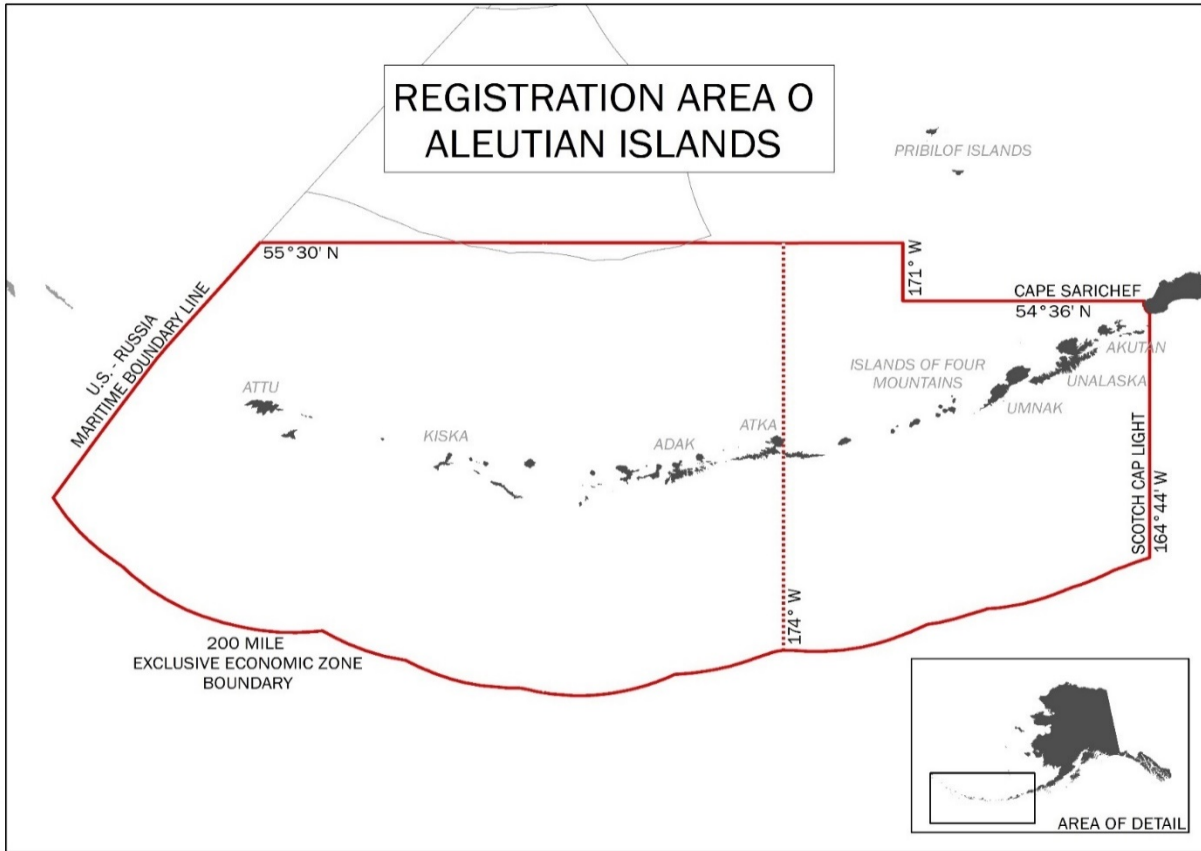 REGISTRATION AREA O
ALEUTIAN ISLANDS
PRIBILOF ISLANDS
55°30' N
171° W
CAPE SARICHEF
54°36' N
U.S. - RUSSIA
MARITIME BOUNDARY LINE
AKUTAN
ISLANDS OF FOUR
MOUNTAINS
UNALASKA
UMNAK
ATTU
KISKA
ADAK
ATKA
SCOTCH CAP LIGHT
164°44' W
174° W
200 MILE
EXCLUSIVE ECONOMIC ZONE
BOUNDARY
AREA OF DETAIL